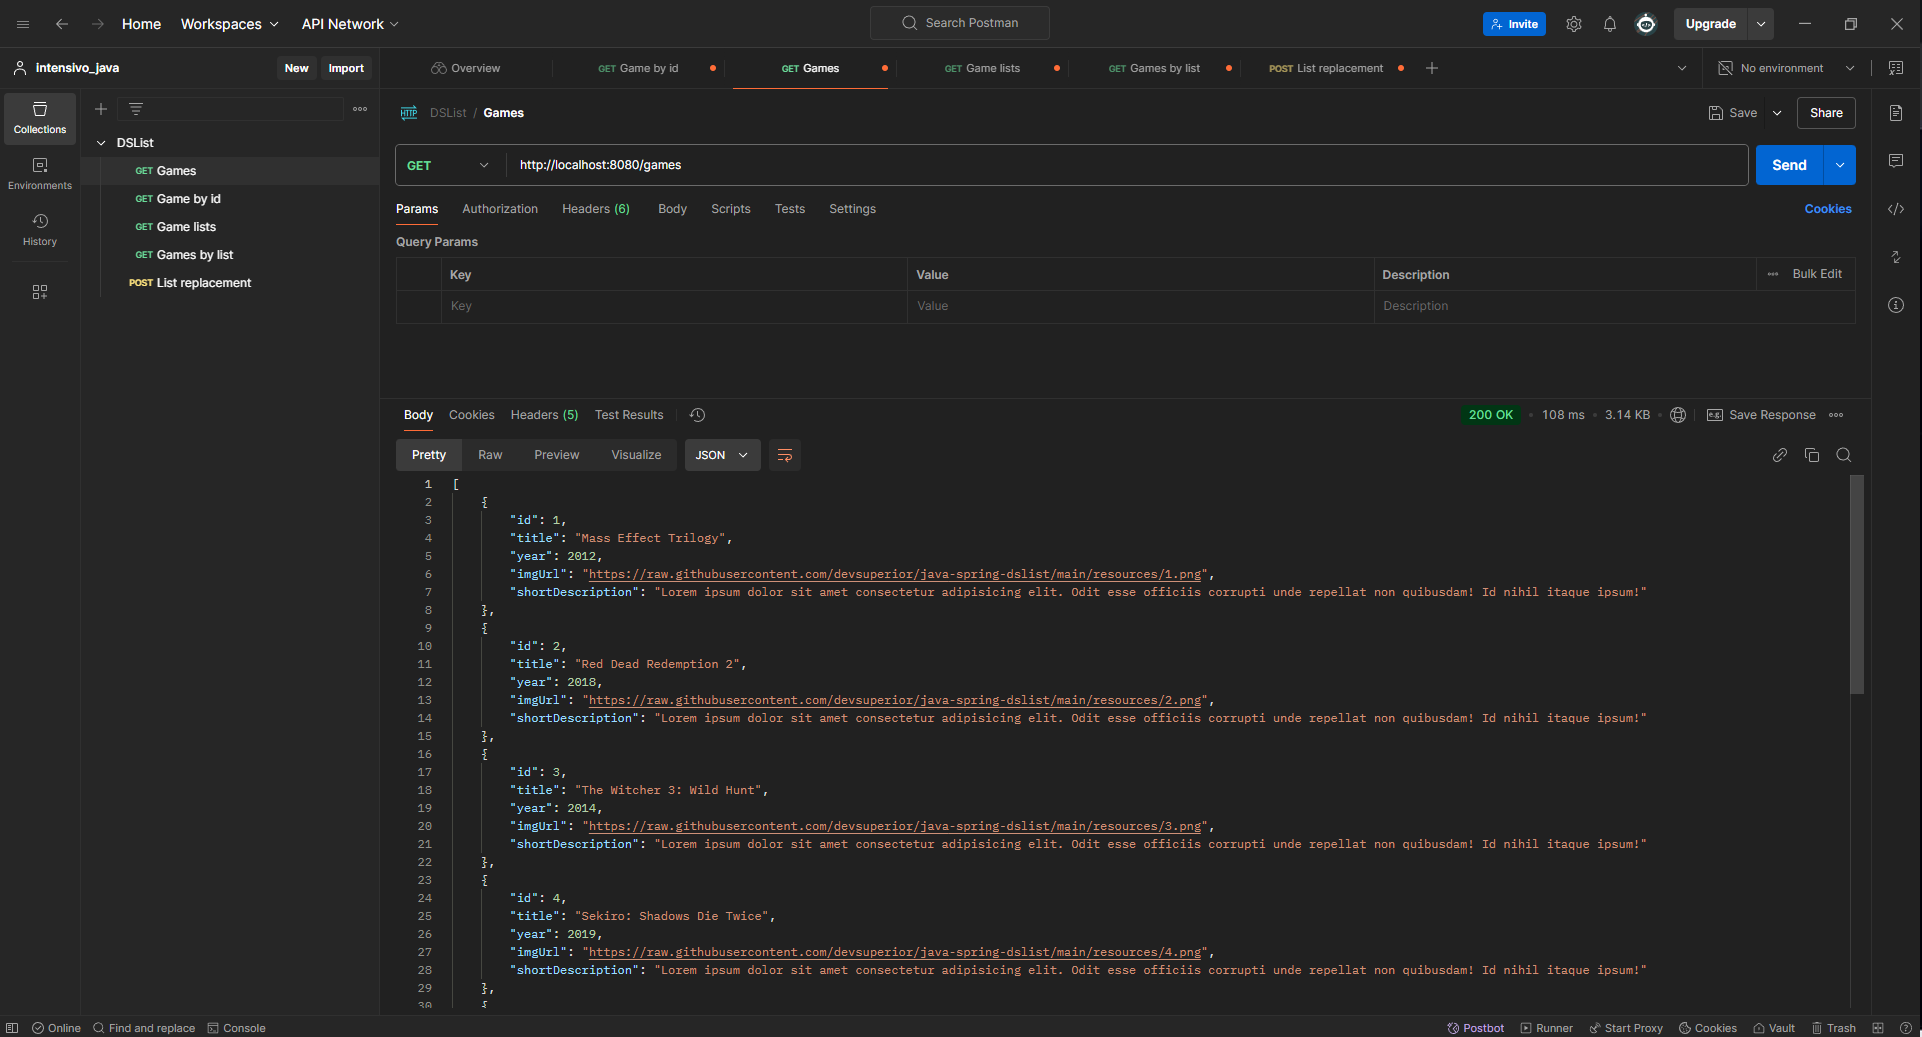 Home Workspaces API Network Search Postman Invite Upgrade
intensivo_java New Import
Overview GET Game by id GET Games GET Game lists GET Games by list POST List replacement No environment
Collections
Environments
History
DSList
GET Games
GET Game by id
GET Game lists
GET Games by list
POST List replacement
HTTP DSList / Games Save Share
GET http://localhost:8080/games Send
Params Authorization Headers (6) Body Scripts Tests Settings Cookies
Query Params
Key Value Description Bulk Edit
Key Value Description
Body Cookies Headers (5) Test Results 200 OK 108 ms 3.14 KB e.g. Save Response
Pretty Raw Preview Visualize JSON
1 [
2 {
3 "id": 1,
4 "title": "Mass Effect Trilogy",
5 "year": 2012,
6 "imgUrl": "https://raw.githubusercontent.com/devsuperior/java-spring-dslist/main/resources/1.png",
7 "shortDescription": "Lorem ipsum dolor sit amet consectetur adipisicing elit. Odit esse officiis corrupti unde repellat non quibusdam! Id nihil itaque ipsum!"
8 },
9 {
10 "id": 2,
11 "title": "Red Dead Redemption 2",
12 "year": 2018,
13 "imgUrl": "https://raw.githubusercontent.com/devsuperior/java-spring-dslist/main/resources/2.png",
14 "shortDescription": "Lorem ipsum dolor sit amet consectetur adipisicing elit. Odit esse officiis corrupti unde repellat non quibusdam! Id nihil itaque ipsum!"
15 },
16 {
17 "id": 3,
18 "title": "The Witcher 3: Wild Hunt",
19 "year": 2014,
20 "imgUrl": "https://raw.githubusercontent.com/devsuperior/java-spring-dslist/main/resources/3.png",
21 "shortDescription": "Lorem ipsum dolor sit amet consectetur adipisicing elit. Odit esse officiis corrupti unde repellat non quibusdam! Id nihil itaque ipsum!"
22 },
23 {
24 "id": 4,
25 "title": "Sekiro: Shadows Die Twice",
26 "year": 2019,
27 "imgUrl": "https://raw.githubusercontent.com/devsuperior/java-spring-dslist/main/resources/4.png",
28 "shortDescription": "Lorem ipsum dolor sit amet consectetur adipisicing elit. Odit esse officiis corrupti unde repellat non quibusdam! Id nihil itaque ipsum!"
29 },
30 {
Online Find and replace Console Postbot Runner Start Proxy Cookies Vault Trash